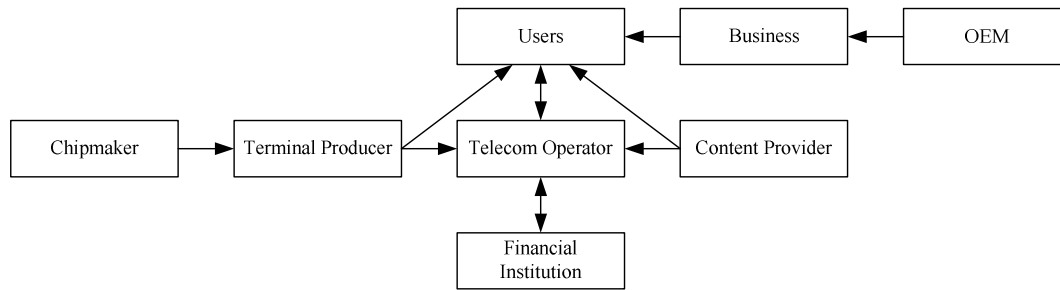 Users
Business
OEM
Chipmaker
Terminal Producer
Telecom Operator
Content Provider
Financial
Institution